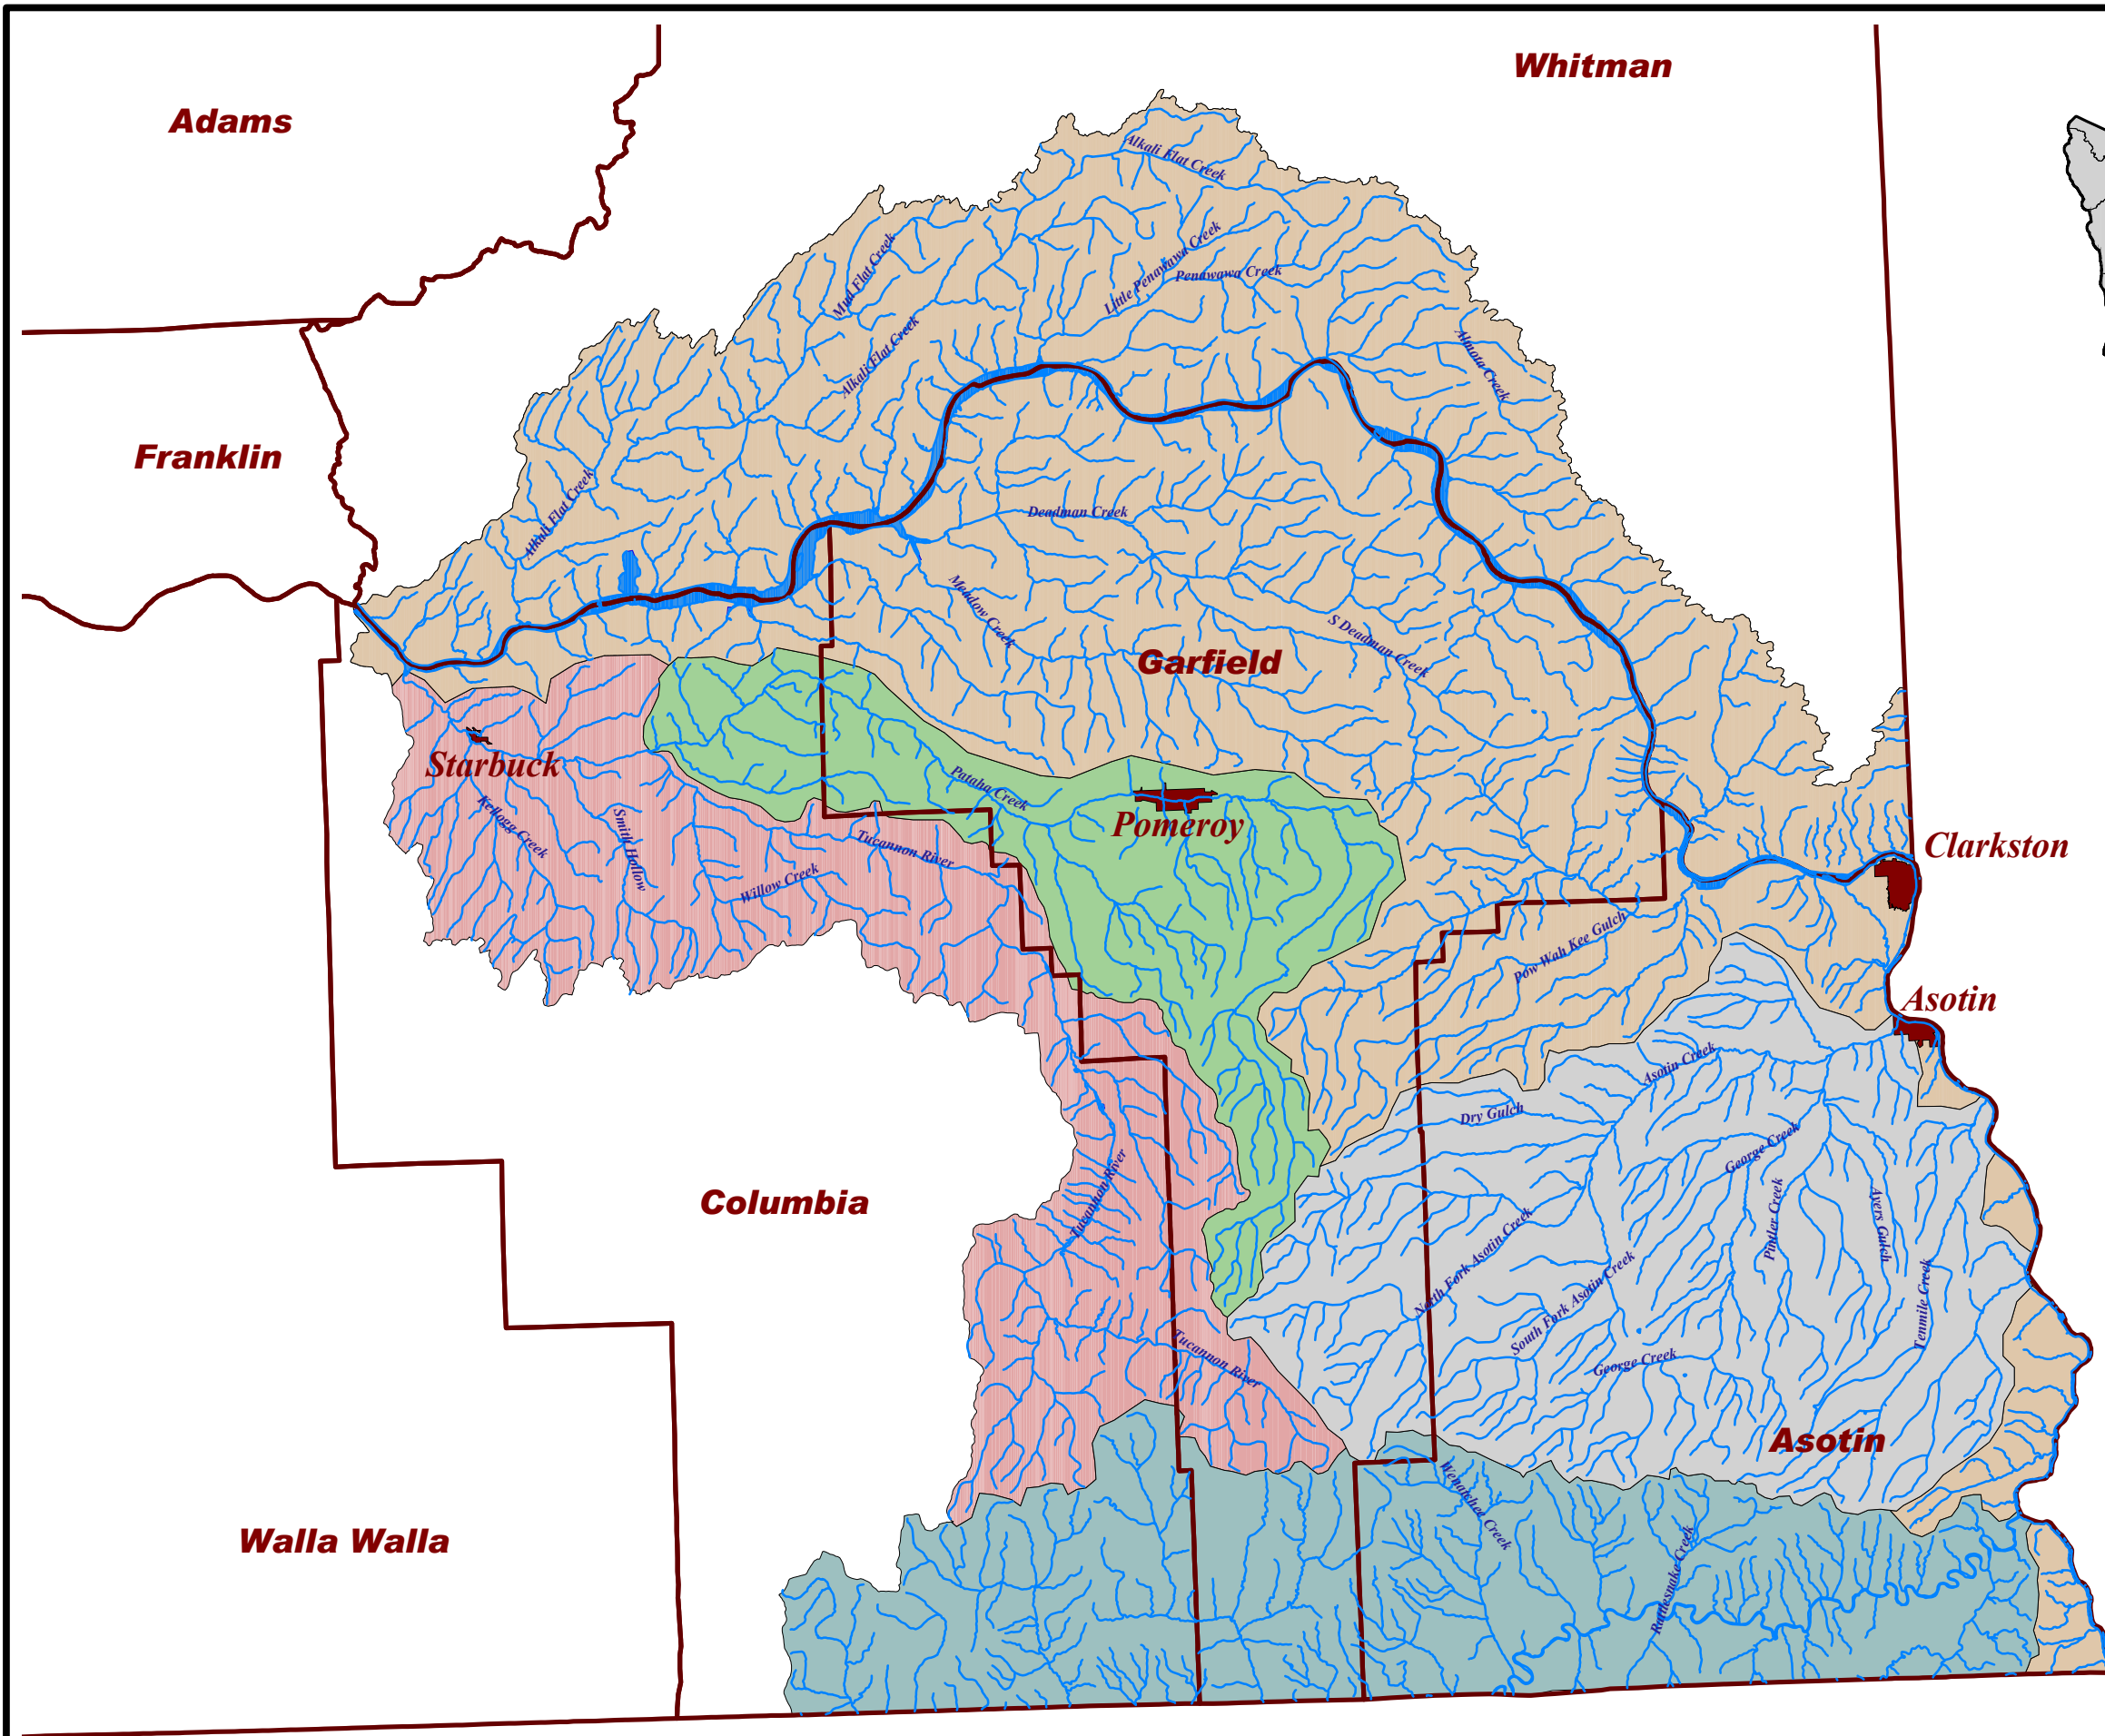 Whitman
Adams
Alkali Flat Creek
Little Penawawa Creek
Mud Flat Creek
Penawawa Creek
Alkali Flat Creek
Almota Creek
Franklin
Alkali Flat Creek
Deadman Creek
Meadow Creek
S Deadman Creek
Garfield
Starbuck
Pataha Creek
Pomeroy
Kellogg Creek
Smith Hollow
Tucannon River
Willow Creek
Clarkston
Pow Wah Kee Gulch
Asotin
Asotin Creek
Dry Gulch
George Creek
Columbia
Tucannon River
Pintler Creek
Ayers Gulch
North Fork Asotin Creek
South Fork Asotin Creek
Tenmile Creek
Tucannon River
George Creek
Asotin
Wenatchee Creek
Walla Walla
Rattlesnake Creek